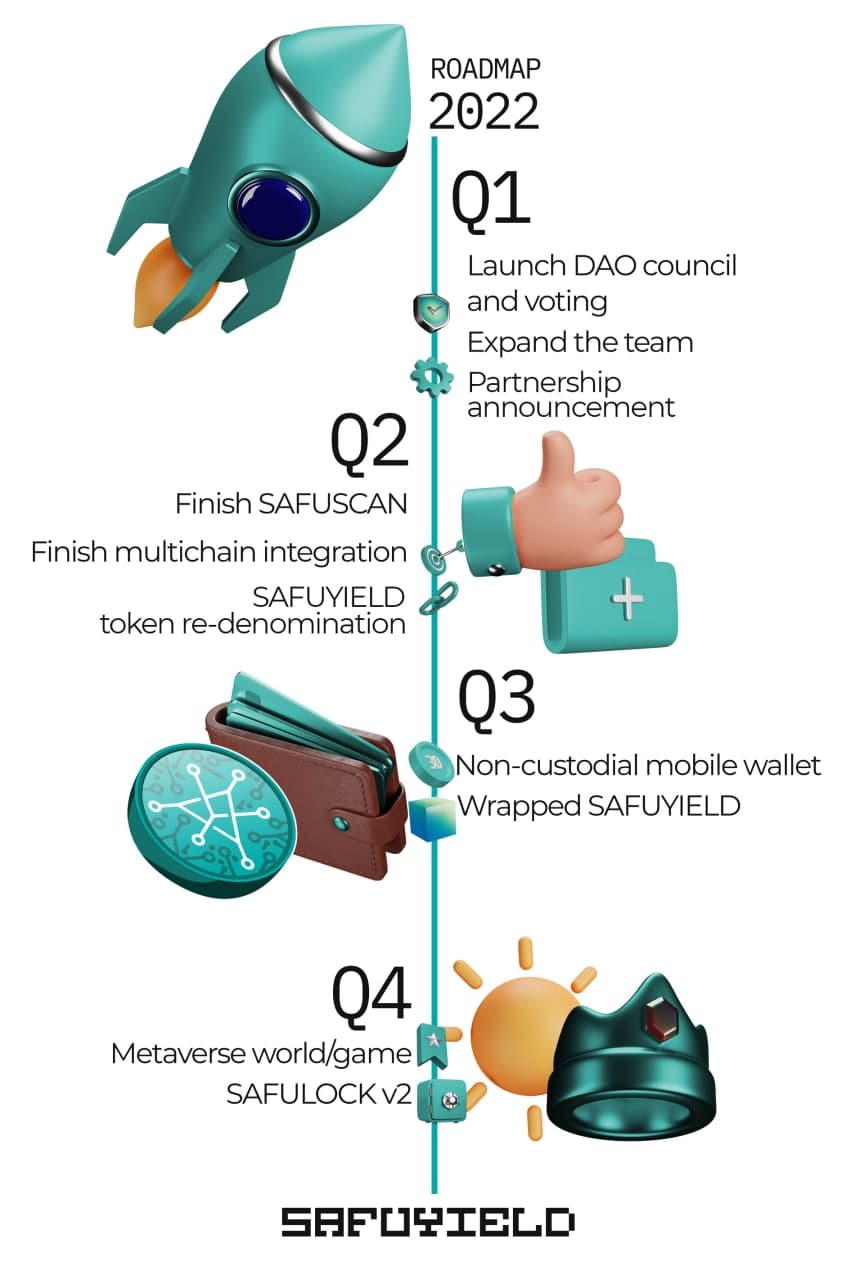 ROADMAP
2022
Q1
Launch DAO council
and voting
Expand the team
Partnership
announcement
Q2
Finish SAFUSCAN
Finish multichain integration
SAFUYIELD
token re-denomination
Q3
Non-custodial mobile wallet
Wrapped SAFUYIELD
Q4
Metaverse world/game
SAFULOCK v2
SAFUYIELD